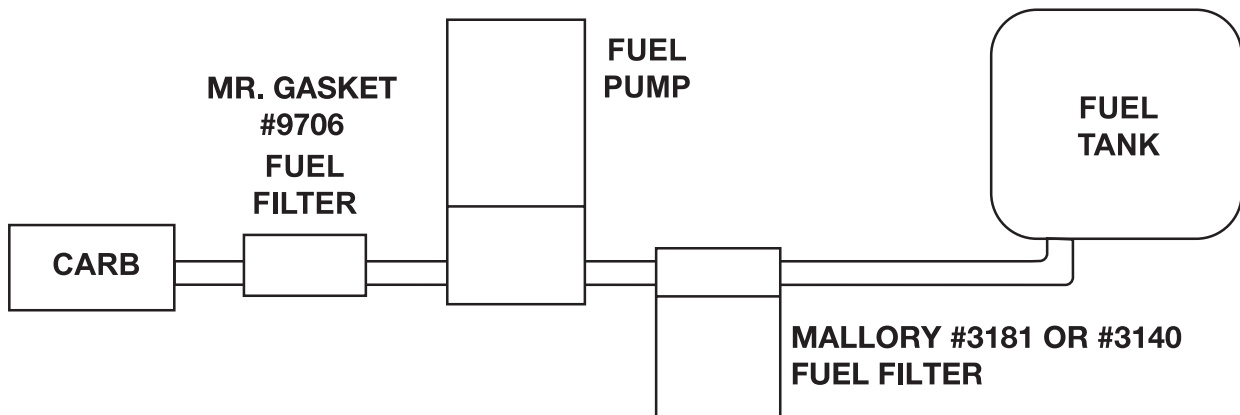 MR. GASKET
#9706
FUEL
FILTER
FUEL
PUMP
FUEL
TANK
CARB
MALLORY #3181 OR #3140
FUEL FILTER